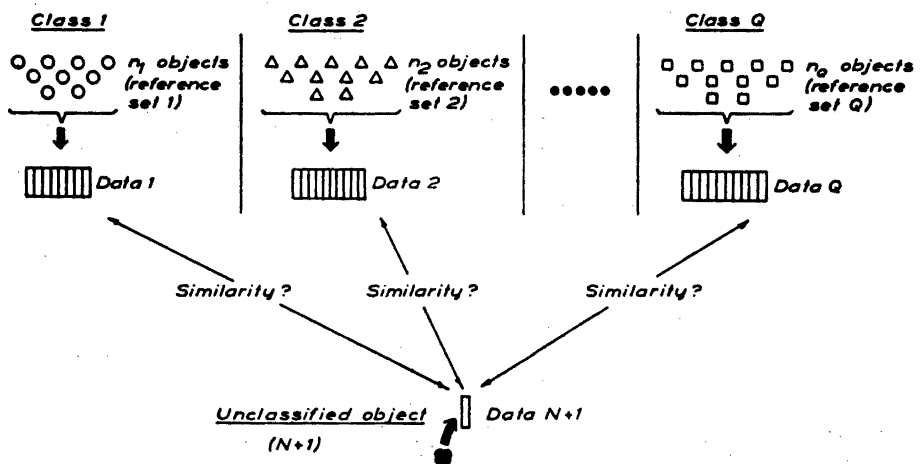 Class 1
n1 objects
(reference
set 1)
Data 1
Class 2
n2 objects
(reference
set 2)
Data 2
Class Q
nQ objects
(reference
set Q)
Data Q
Similarity?
Similarity?
Similarity?
Unclassified object
(N+1)
Data N+1